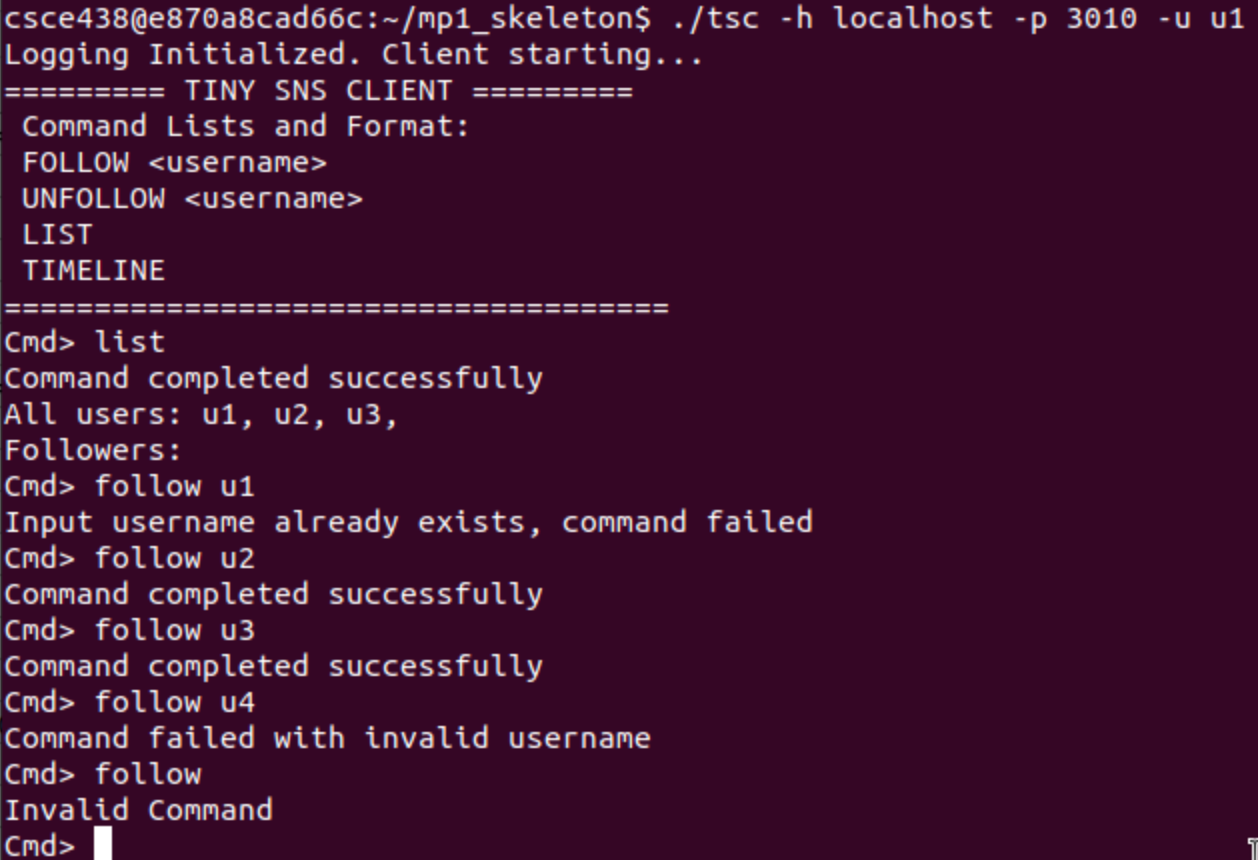 csce438@e870a8cad66c:~/mp1_skeleton$ ./tsc -h localhost -p 3010 -u u1
Logging Initialized. Client starting...
========= TINY SNS CLIENT =========
 Command Lists and Format:
 FOLLOW <username>
 UNFOLLOW <username>
 LIST
 TIMELINE
=====================================
Cmd> list
Command completed successfully
All users: u1, u2, u3,
Followers:
Cmd> follow u1
Input username already exists, command failed
Cmd> follow u2
Command completed successfully
Cmd> follow u3
Command completed successfully
Cmd> follow u4
Command failed with invalid username
Cmd> follow
Invalid Command
Cmd>